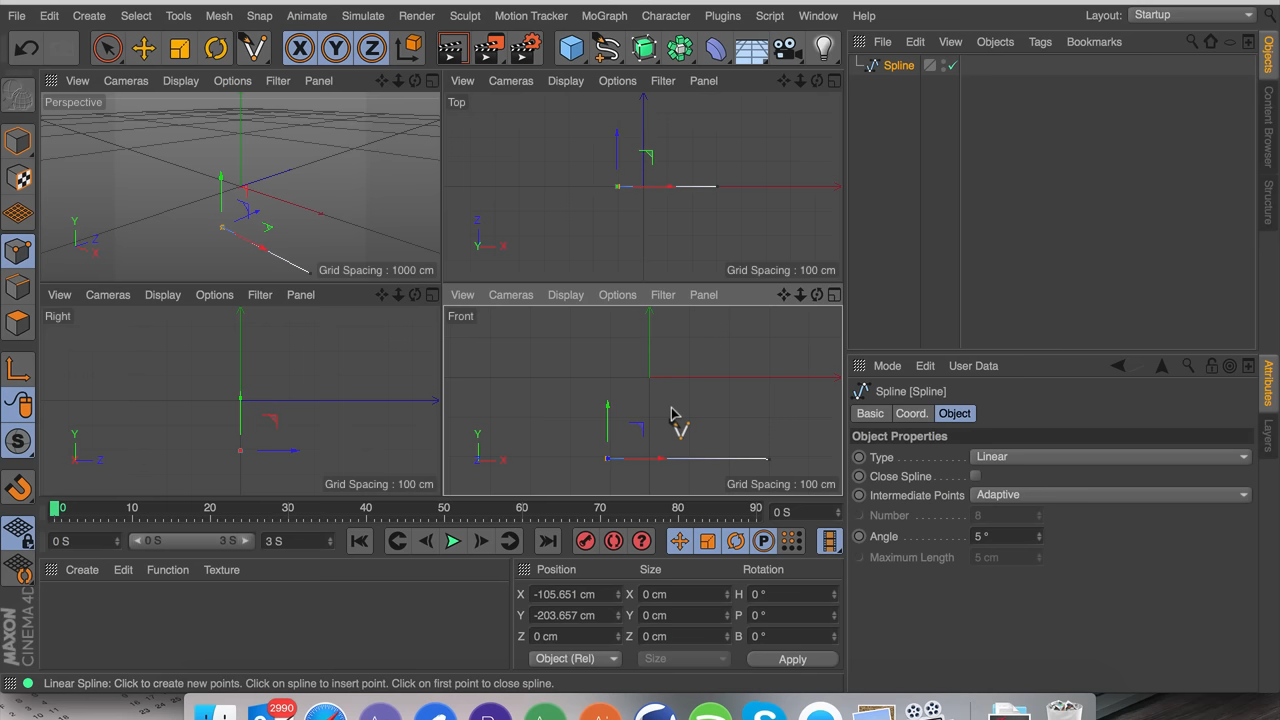 File Edit Create Select Tools Mesh Snap Animate Simulate Render Sculpt Motion Tracker MoGraph Character Plugins Script Window Help Layout: Startup
X Y Z
File Edit View Objects Tags Bookmarks
Spline
Objects
Content Browser
Structure
View Cameras Display Options Filter Panel
Perspective
Y
Z
X
Grid Spacing : 1000 cm
View Cameras Display Options Filter Panel
Top
Z
Y X
Grid Spacing : 100 cm
View Cameras Display Options Filter Panel
Right
Y
X Z
Grid Spacing : 100 cm
View Cameras Display Options Filter Panel
Front
Y
Z X
Grid Spacing : 100 cm
Mode Edit User Data
Spline [Spline]
Basic Coord. Object
Object Properties
Type Linear
Close Spline
Intermediate Points Adaptive
Number 8
Angle 5 °
Maximum Length 5 cm
Attributes
Layers
S
0 10 20 30 40 50 60 70 80 90 0 S
0 S 0 S 3 S 3 S
P
Create Edit Function Texture
Position Size Rotation
X -105.651 cm X 0 cm H 0 °
Y -203.657 cm Y 0 cm P 0 °
Z 0 cm Z 0 cm B 0 °
Object (Rel) Size Apply
MAXON CINEMA 4D
Linear Spline: Click to create new points. Click on spline to insert point. Click on first point to close spline.
2990